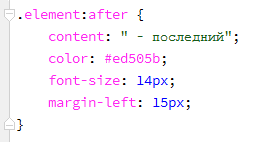 .element:after {
content: " - последний";
color: #ed505b;
font-size: 14px;
margin-left: 15px;
}